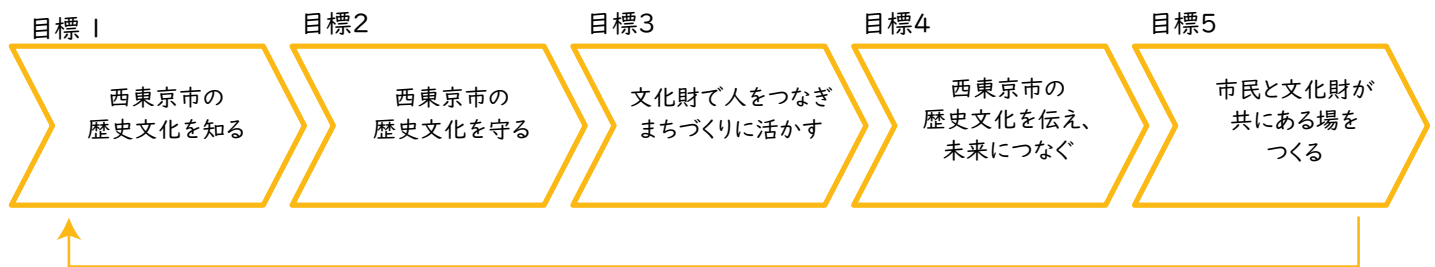 目標1
西東京市の
歴史文化を知る
目標2
西東京市の
歴史文化を守る
目標3
文化財で人をつなぎ
まちづくりに活かす
目標4
西東京市の
歴史文化を伝え、
未来につなぐ
目標5
市民と文化財が
共にある場を
つくる